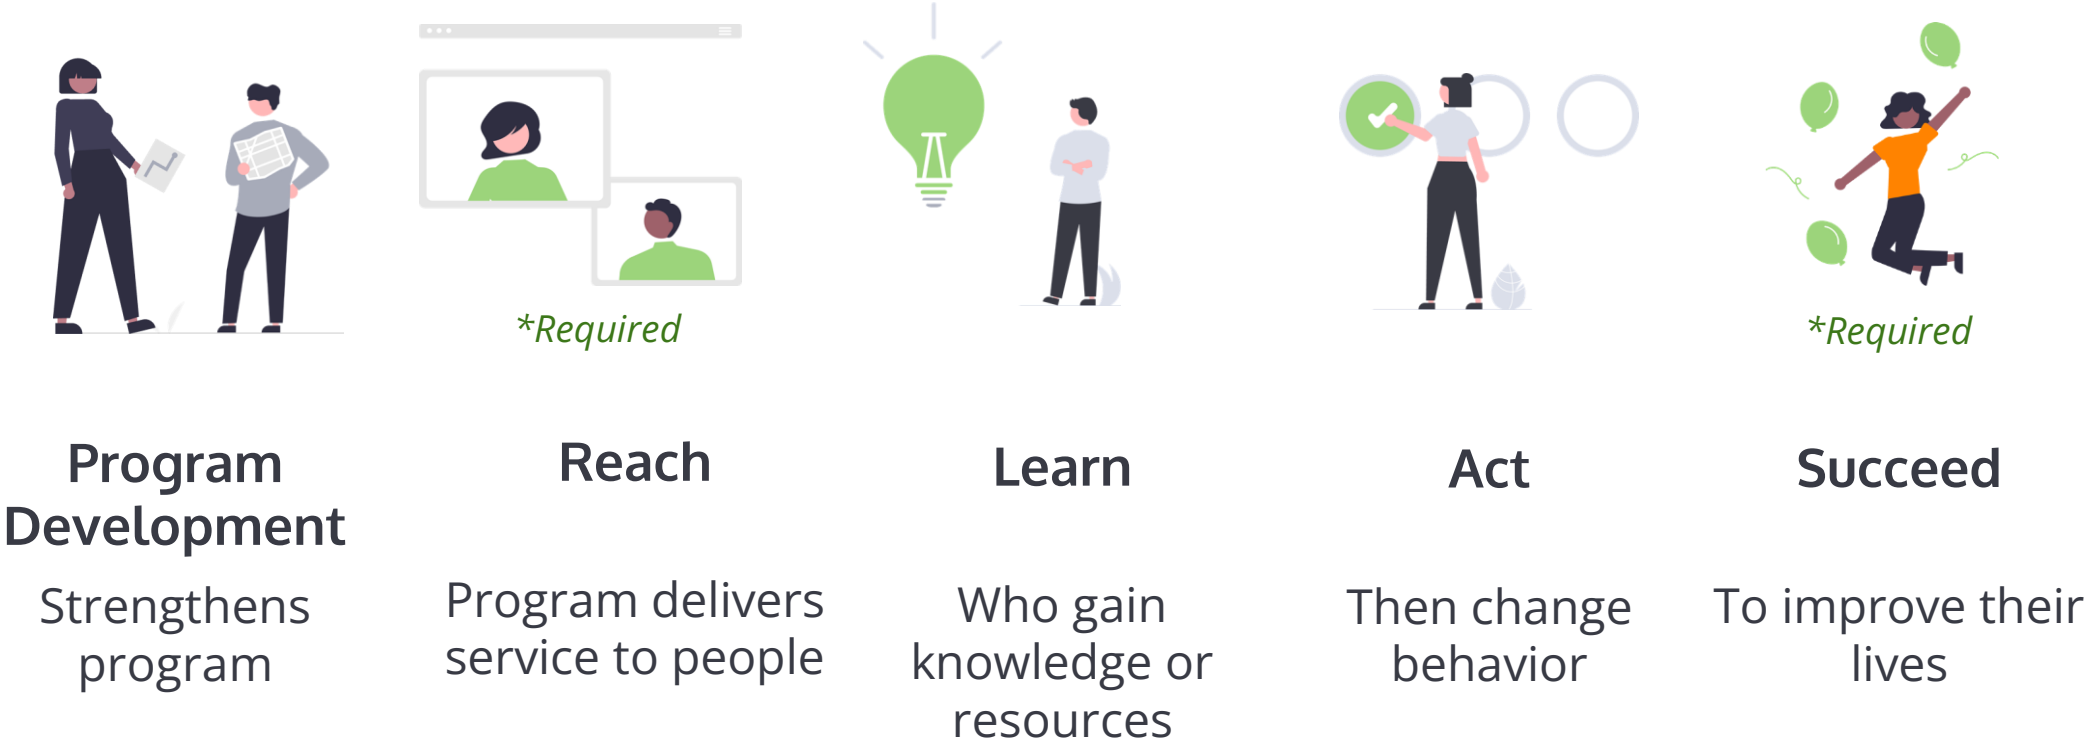 *Required
*Required
Program
Development
Reach
Learn
Act
Succeed
Strengthens
program
Program delivers
service to people
Who gain
knowledge or
resources
Then change
behavior
To improve their
lives